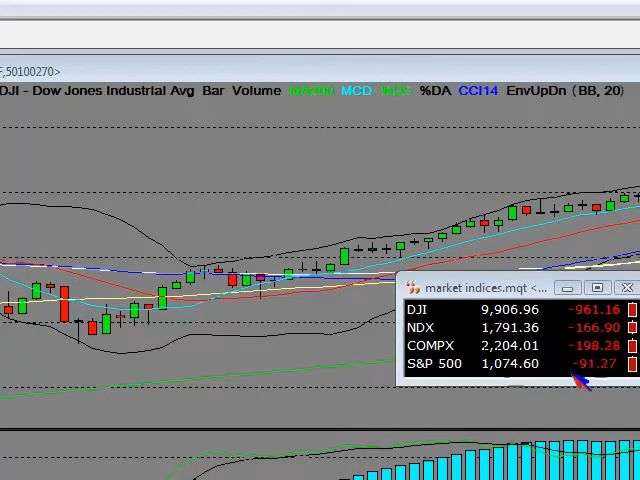 F,50100270>
DJI - Dow Jones Industrial Avg Bar Volume MA200 MCD %DS %DA CCI14 EnvUpDn (BB, 20)
market indices.mqt <...
DJI 9,906.96 -961.16
NDX 1,791.36 -166.90
COMPX 2,204.01 -198.28
S&P 500 1,074.60 -91.27